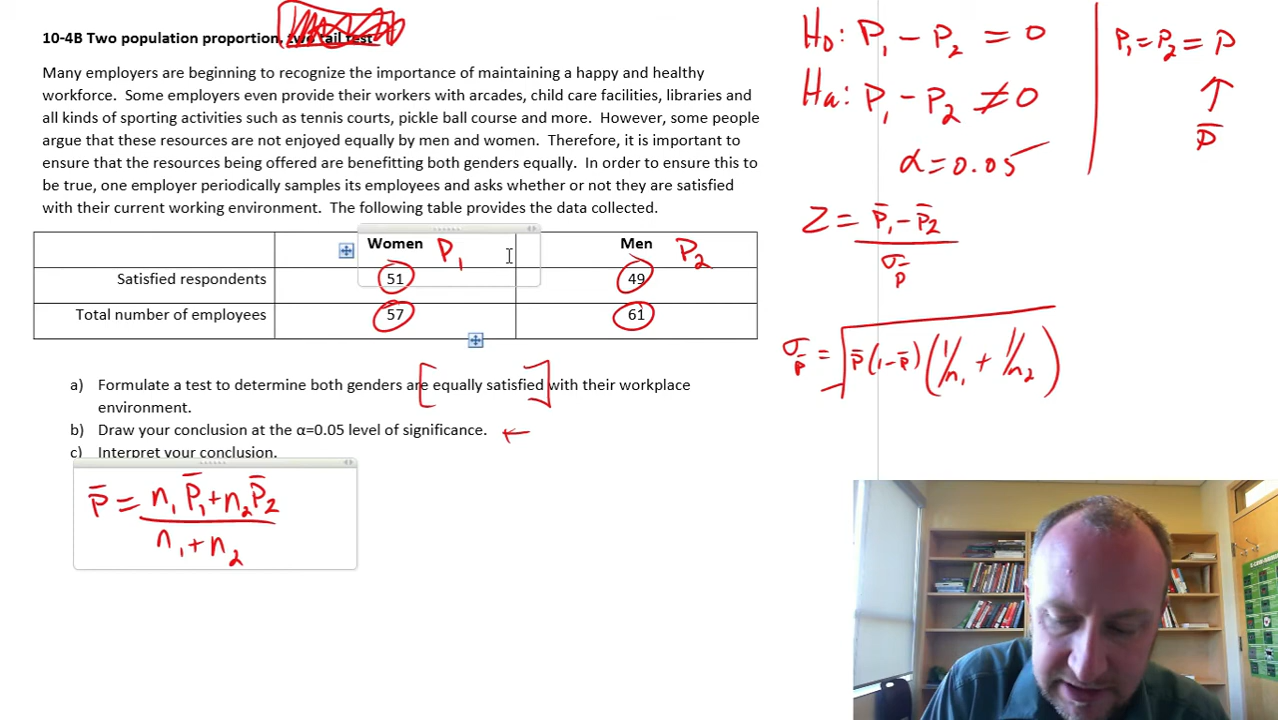 10-4B Two population proportion, two tail test
Many employers are beginning to recognize the importance of maintaining a happy and healthy
workforce. Some employers even provide their workers with arcades, child care facilities, libraries and
all kinds of sporting activities such as tennis courts, pickle ball course and more. However, some people
argue that these resources are not enjoyed equally by men and women. Therefore, it is important to
ensure that the resources being offered are benefitting both genders equally. In order to ensure this to
be true, one employer periodically samples its employees and asks whether or not they are satisfied
with their current working environment. The following table provides the data collected.
Women P₁ Men P₂
Satisfied respondents 51 49
Total number of employees 57 61
a) Formulate a test to determine both genders are [equally satisfied] with their workplace
environment.
b) Draw your conclusion at the α=0.05 level of significance. ←
c) Interpret your conclusion.
p̄ = (n₁p̄₁+n₂p̄₂)/(n₁+n₂)
H₀: P₁ − P₂ = 0
Hₐ: P₁ − P₂ ≠ 0
α=0.05
P₁=P₂=P
↑
p̄
Z = (p̄₁−p̄₂)/σp̄
σp̄ = √(p̄(1−p̄)(1/n₁ + 1/n₂))